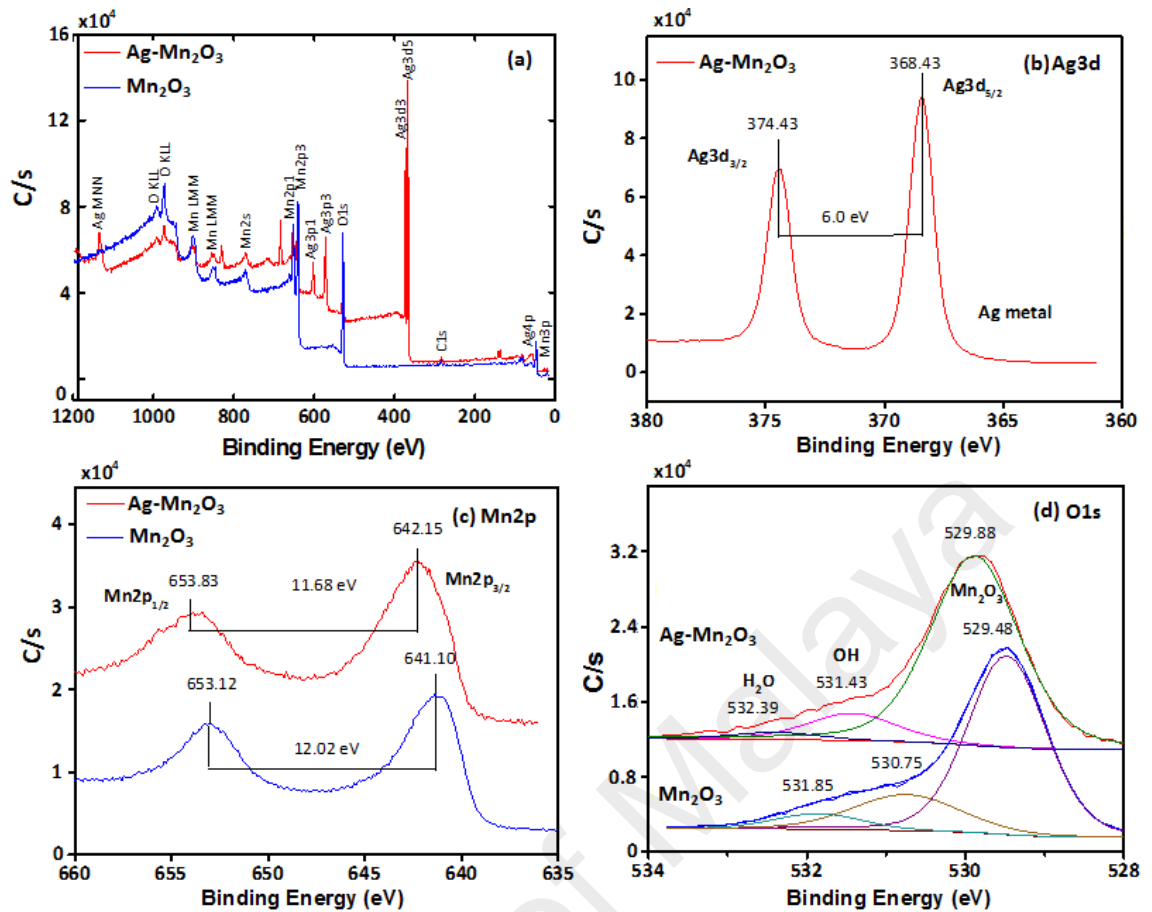 x10⁴
16
12
8
4
0
C/s
Ag-Mn₂O₃
Mn₂O₃
(a)
Ag MNN
O KLL
O KLL
Mn LMM
Mn LMM
Mn2s
Mn2p1
Mn2p3
Ag3p1
Ag3p3
O1s
Ag3d3
Ag3d5
C1s
Ag4p
Mn3p
1200 1000 800 600 400 200 0
Binding Energy (eV)
x10⁴
10
8
6
4
2
0
C/s
Ag-Mn₂O₃
368.43
(b) Ag3d
Ag3d₅/₂
374.43
Ag3d₃/₂
6.0 eV
Ag metal
380 375 370 365 360
Binding Energy (eV)
x10⁴
4
3
2
1
0
C/s
Ag-Mn₂O₃
Mn₂O₃
(c) Mn2p
642.15
653.83
11.68 eV
Mn2p₃/₂
Mn2p₁/₂
641.10
653.12
12.02 eV
660 655 650 645 640 635
Binding Energy (eV)
x10⁴
3.2
2.4
1.6
0.8
0
C/s
(d) O1s
529.88
Mn₂O₃
529.48
Ag-Mn₂O₃
OH
531.43
H₂O
532.39
530.75
531.85
Mn₂O₃
534 532 530 528
Binding Energy (eV)
of Malaya